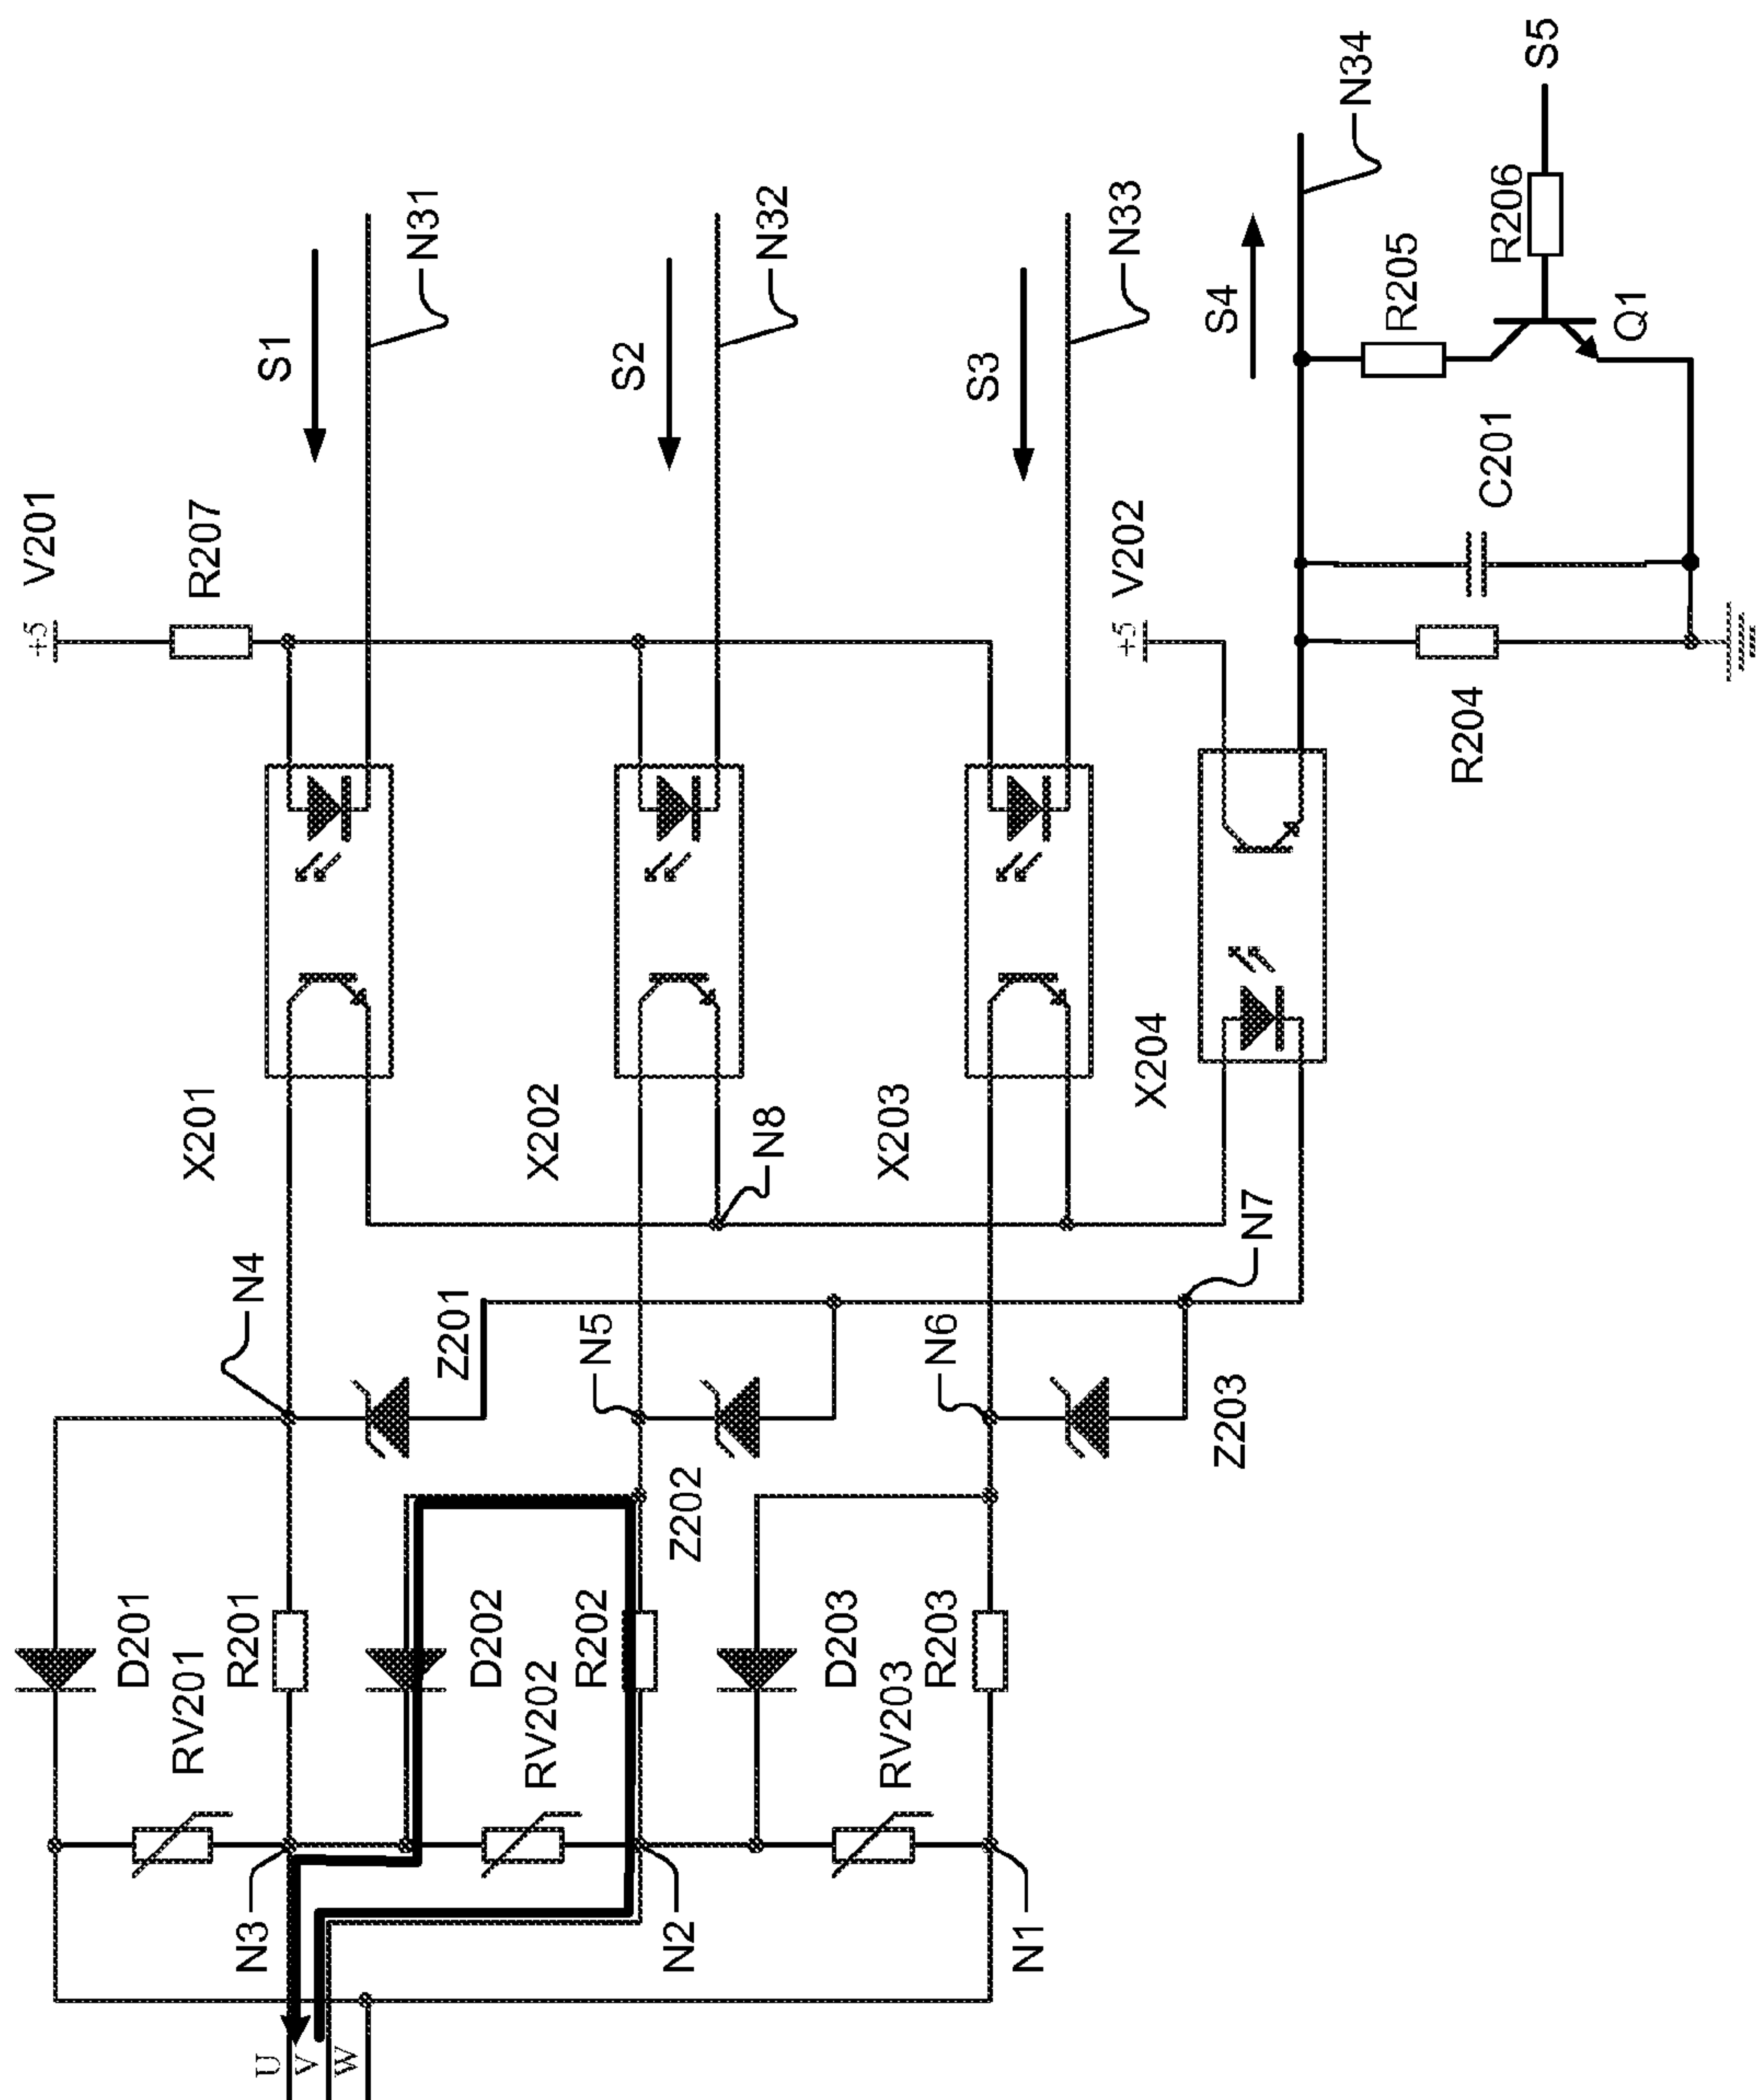 V201
+5
R207
S1
N31
S2
N32
S3
N33
V202
+5
S4
N34
R205
R206
S5
Q1
C201
R204
X201
X202
N8
X203
X204
N7
N4
Z201
N5
Z202
N6
Z203
D201
RV201
R201
D202
RV202
R202
D203
RV203
R203
N3
N2
N1
U
V
W